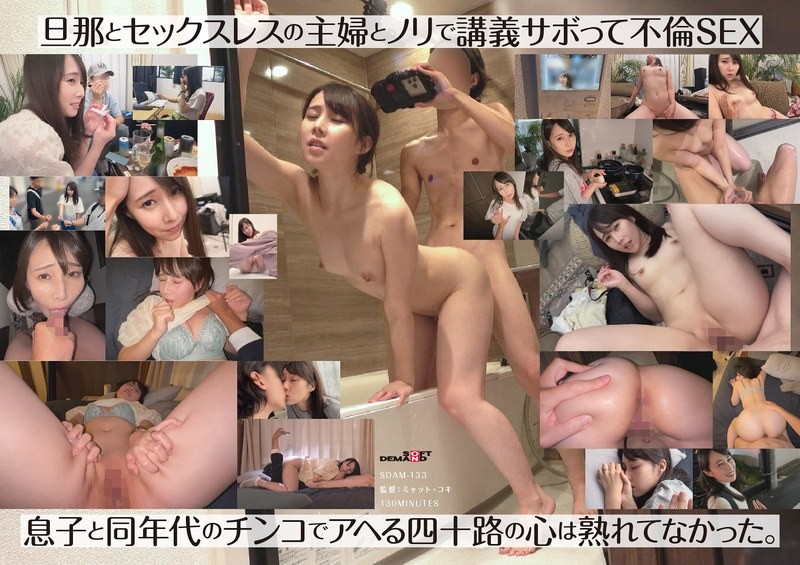 旦那とセックスレスの主婦とノリで講義サボって不倫SEX
SOFT
DEMAND
SDAM-133
監督：ミャット・コキ
130MINUTES
息子と同年代のチンコでアヘる四十路の心は熟れてなかった。